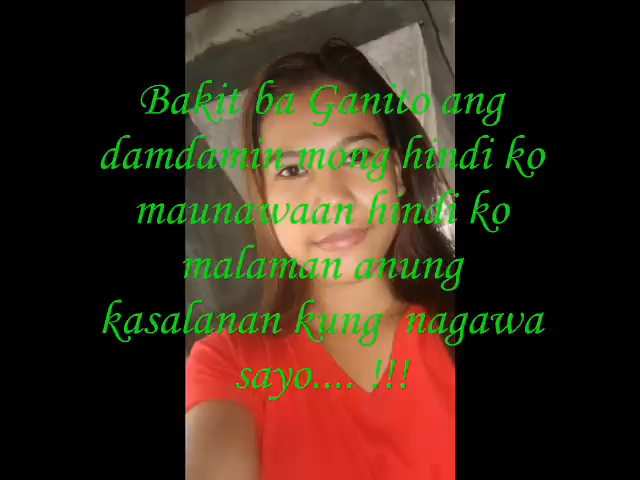 Bakit ba Ganito ang
damdamin mong hindi ko
maunawaan hindi ko
malaman anung
kasalanan kung nagawa
sayo.... !!!